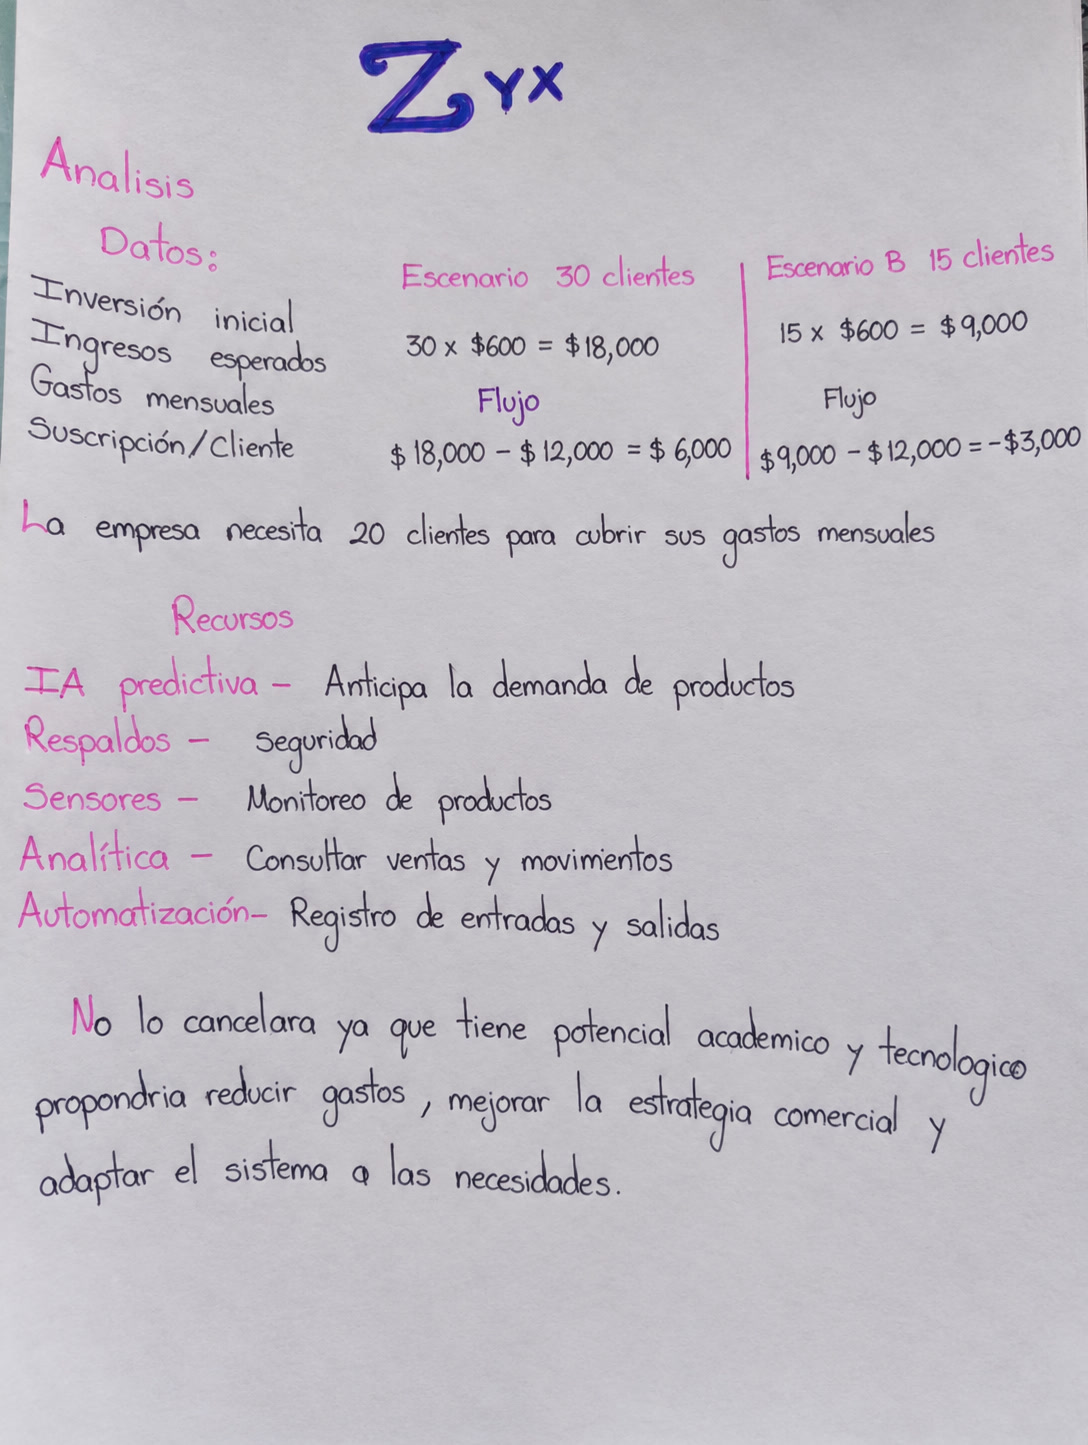 Zyx
Analisis
Datos:
Inversión inicial
Ingresos esperados
Gastos mensuales
Suscripción/Cliente
Escenario 30 clientes
30 x $600 = $18,000
Flujo
$18,000 - $12,000 = $6,000
Escenario B 15 clientes
15 x $600 = $9,000
Flujo
$9,000 - $12,000 = -$3,000
La empresa necesita 20 clientes para cubrir sus gastos mensuales
Recursos
IA predictiva - Anticipa la demanda de productos
Respaldos - seguridad
Sensores - Monitoreo de productos
Analítica - Consultar ventas y movimientos
Automatización- Registro de entradas y salidas
No lo cancelara ya que tiene potencial academico y tecnologico
propondria reducir gastos, mejorar la estrategia comercial y
adaptar el sistema a las necesidades.